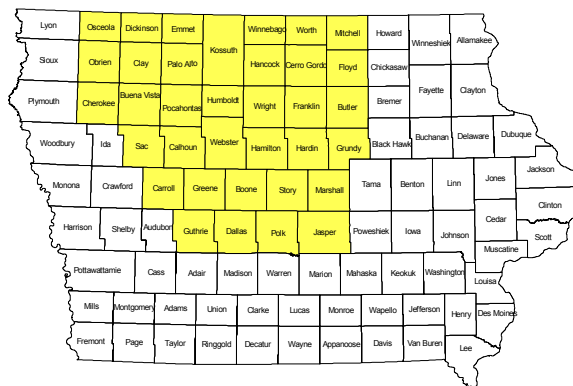 Lyon Osceola Dickinson Emmet Winnebago Worth Mitchell Howard Winneshiek Allamakee
Kossuth
Sioux Obrien Clay Palo Alto Hancock Cerro Gordo Floyd Chickasaw
Plymouth Cherokee Buena Vista Pocahontas Humboldt Wright Franklin Butler Bremer Fayette Clayton
Woodbury Ida Sac Calhoun Webster Hamilton Hardin Grundy Black Hawk Buchanan Delaware Dubuque
Monona Crawford Carroll Greene Boone Story Marshall Tama Benton Linn Jones Jackson
Clinton
Harrison Shelby Audubon Guthrie Dallas Polk Jasper Poweshiek Iowa Johnson Cedar Scott
Muscatine
Pottawattamie Cass Adair Madison Warren Marion Mahaska Keokuk Washington
Louisa
Mills Montgomery Adams Union Clarke Lucas Monroe Wapello Jefferson Henry Des Moines
Fremont Page Taylor Ringgold Decatur Wayne Appanoose Davis Van Buren Lee